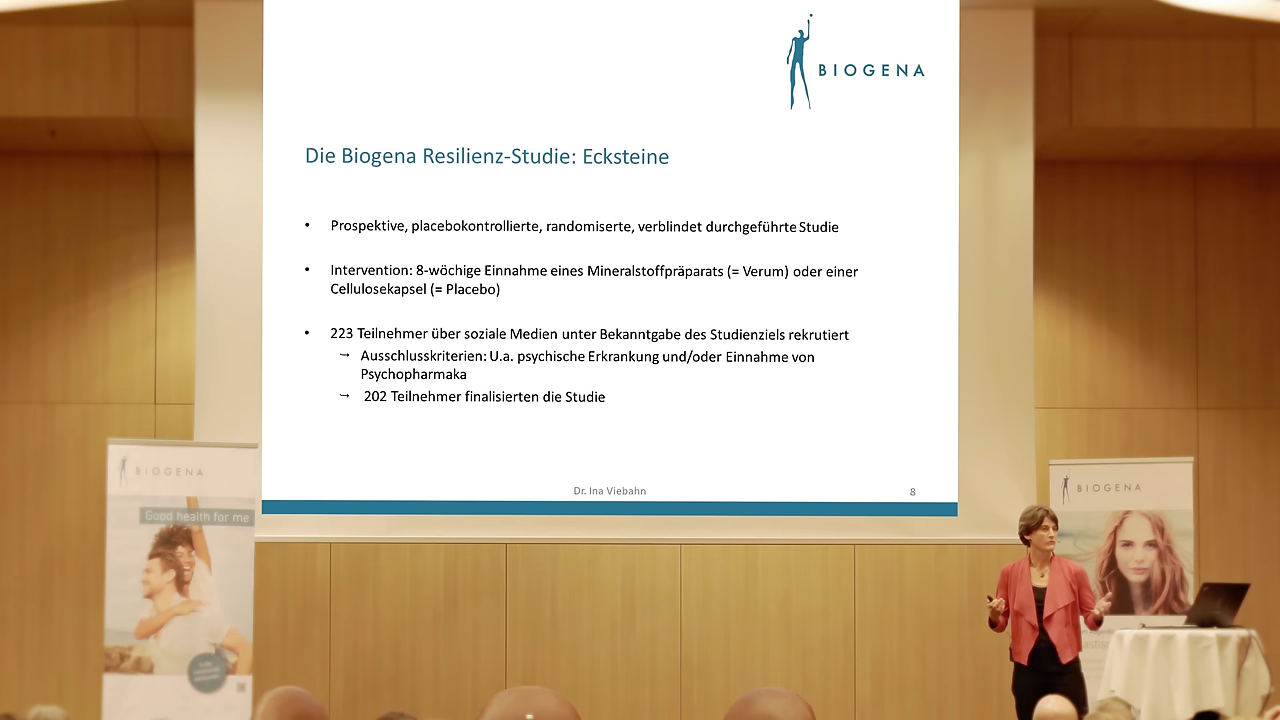 BIOGENA
Die Biogena Resilienz-Studie: Ecksteine
• Prospektive, placebokontrollierte, randomiserte, verblindet durchgeführte Studie
• Intervention: 8-wöchige Einnahme eines Mineralstoffpräparats (= Verum) oder einer
Cellulosekapsel (= Placebo)
• 223 Teilnehmer über soziale Medien unter Bekanntgabe des Studienziels rekrutiert
→ Ausschlusskriterien: U.a. psychische Erkrankung und/oder Einnahme von
Psychopharmaka
→ 202 Teilnehmer finalisierten die Studie
Dr. Ina Viebahn
8
BIOGENA
Good health for me
BIOGENA